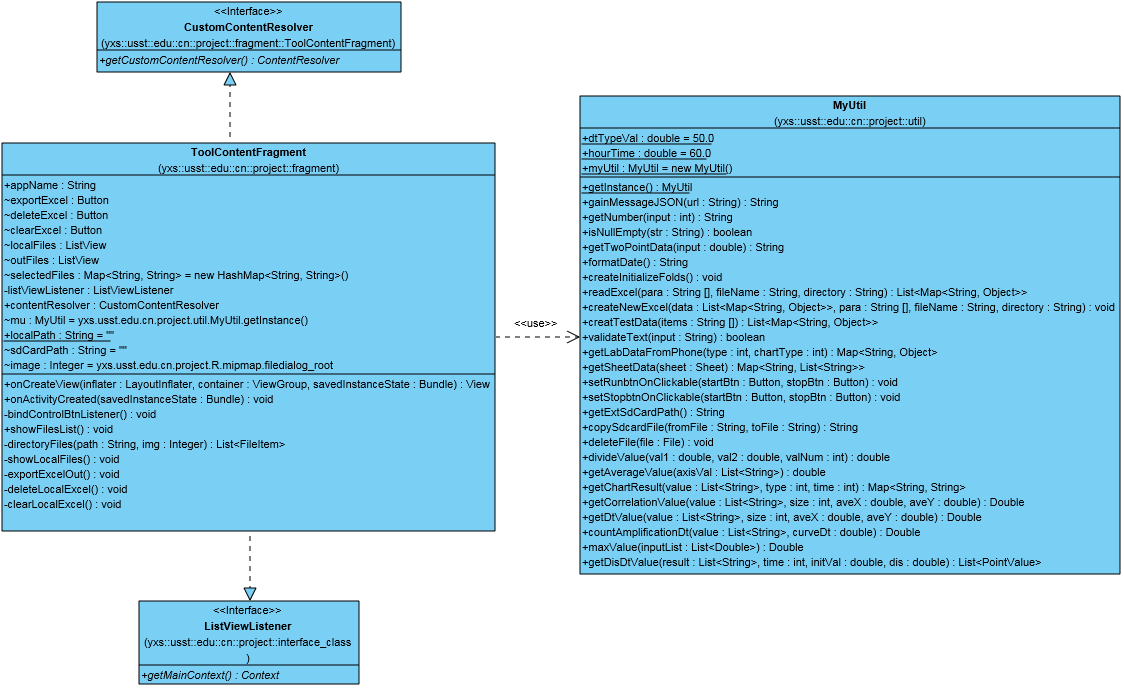 <<Interface>>
CustomContentResolver
(yxs::usst::edu::cn::project::fragment::ToolContentFragment)
+getCustomContentResolver() : ContentResolver
ToolContentFragment
(yxs::usst::edu::cn::project::fragment)
+appName : String
~exportExcel : Button
~deleteExcel : Button
~clearExcel : Button
~localFiles : ListView
~outFiles : ListView
~selectedFiles : Map<String, String> = new HashMap<String, String>()
-listViewListener : ListViewListener
+contentResolver : CustomContentResolver
~mu : MyUtil = yxs.usst.edu.cn.project.util.MyUtil.getInstance()
+localPath : String = ""
~sdCardPath : String = ""
~image : Integer = yxs.usst.edu.cn.project.R.mipmap.filedialog_root
+onCreateView(inflater : LayoutInflater, container : ViewGroup, savedInstanceState : Bundle) : View
+onActivityCreated(savedInstanceState : Bundle) : void
-bindControlBtnListener() : void
+showFilesList() : void
-directoryFiles(path : String, img : Integer) : List<FileItem>
-showLocalFiles() : void
-exportExcelOut() : void
-deleteLocalExcel() : void
-clearLocalExcel() : void
<<use>>
MyUtil
(yxs::usst::edu::cn::project::util)
+dtTypeVal : double = 50.0
+hourTime : double = 60.0
+myUtil : MyUtil = new MyUtil()
+getInstance() : MyUtil
+gainMessageJSON(url : String) : String
+getNumber(input : int) : String
+isNullEmpty(str : String) : boolean
+getTwoPointData(input : double) : String
+formatDate() : String
+createInitializeFolds() : void
+readExcel(para : String [], fileName : String, directory : String) : List<Map<String, Object>>
+createNewExcel(data : List<Map<String, Object>>, para : String [], fileName : String, directory : String) : void
+creatTestData(items : String []) : List<Map<String, Object>>
+validateText(input : String) : boolean
+getLabDataFromPhone(type : int, chartType : int) : Map<String, Object>
+getSheetData(sheet : Sheet) : Map<String, List<String>>
+setRunbtnOnClickable(startBtn : Button, stopBtn : Button) : void
+setStopbtnOnClickable(startBtn : Button, stopBtn : Button) : void
+getExtSdCardPath() : String
+copySdcardFile(fromFile : String, toFile : String) : String
+deleteFile(file : File) : void
+divideValue(val1 : double, val2 : double, valNum : int) : double
+getAverageValue(axisVal : List<String>) : double
+getChartResult(value : List<String>, type : int, time : int) : Map<String, String>
+getCorrelationValue(value : List<String>, size : int, aveX : double, aveY : double) : Double
+getDtValue(value : List<String>, size : int, aveX : double, aveY : double) : Double
+countAmplificationDt(value : List<String>, curveDt : double) : Double
+maxValue(inputList : List<Double>) : Double
+getDisDtValue(result : List<String>, time : int, initVal : double, dis : double) : List<PointValue>
<<Interface>>
ListViewListener
(yxs::usst::edu::cn::project::interface_class
)
+getMainContext() : Context